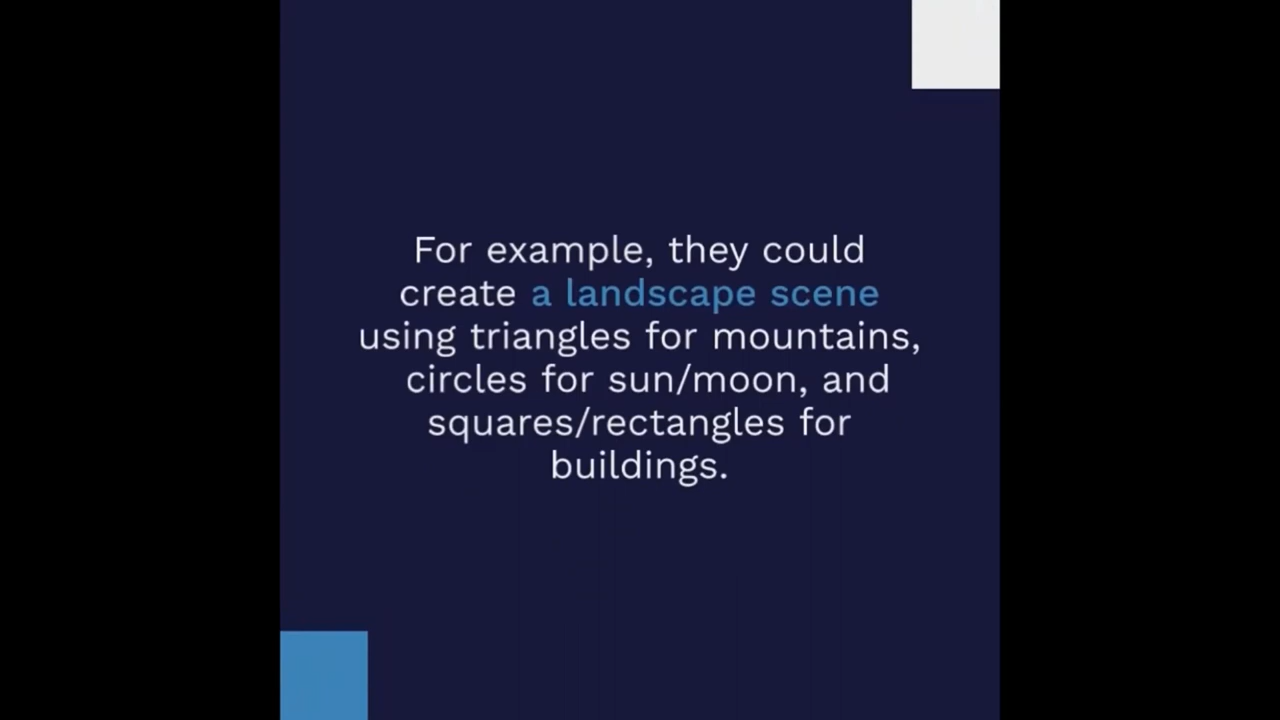 For example, they could
create a landscape scene
using triangles for mountains,
circles for sun/moon, and
squares/rectangles for
buildings.